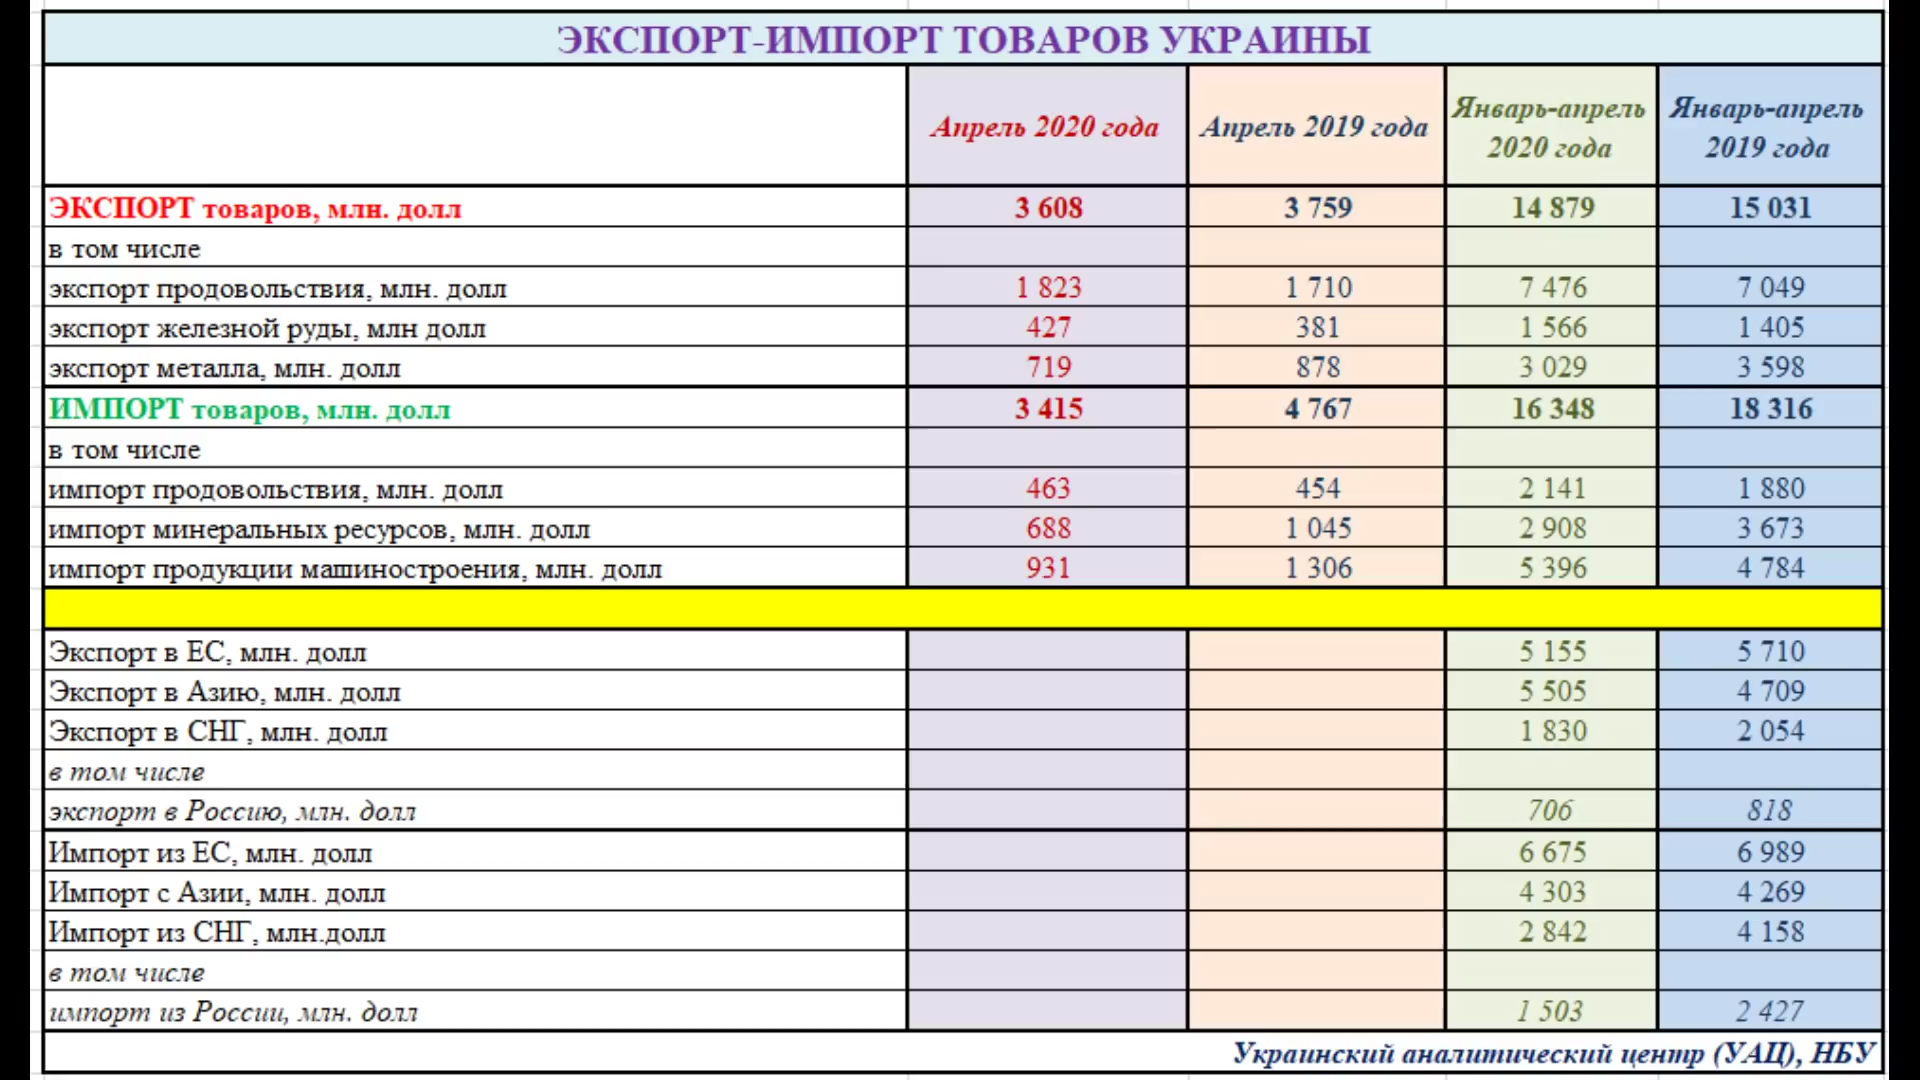 ЭКСПОРТ-ИМПОРТ ТОВАРОВ УКРАИНЫ
Апрель 2020 года Апрель 2019 года Январь-апрель 2020 года Январь-апрель 2019 года
ЭКСПОРТ товаров, млн. долл 3 608 3 759 14 879 15 031
в том числе
экспорт продовольствия, млн. долл 1 823 1 710 7 476 7 049
экспорт железной руды, млн долл 427 381 1 566 1 405
экспорт металла, млн. долл 719 878 3 029 3 598
ИМПОРТ товаров, млн. долл 3 415 4 767 16 348 18 316
в том числе
импорт продовольствия, млн. долл 463 454 2 141 1 880
импорт минеральных ресурсов, млн. долл 688 1 045 2 908 3 673
импорт продукции машиностроения, млн. долл 931 1 306 5 396 4 784
Экспорт в ЕС, млн. долл 5 155 5 710
Экспорт в Азию, млн. долл 5 505 4 709
Экспорт в СНГ, млн. долл 1 830 2 054
в том числе
экспорт в Россию, млн. долл 706 818
Импорт из ЕС, млн. долл 6 675 6 989
Импорт с Азии, млн. долл 4 303 4 269
Импорт из СНГ, млн.долл 2 842 4 158
в том числе
импорт из России, млн. долл 1 503 2 427
Украинский аналитический центр (УАЦ), НБУ